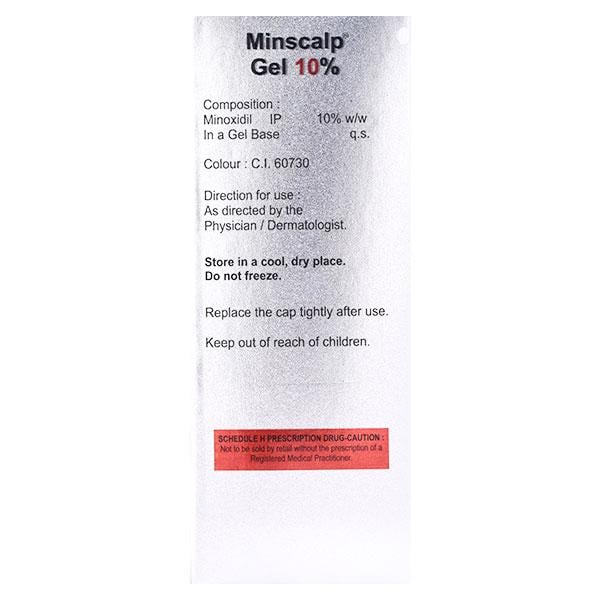 Minscalp®
Gel 10%
Composition :
Minoxidil IP 10% w/w
In a Gel Base q.s.
Colour : C.I. 60730
Direction for use :
As directed by the
Physician / Dermatologist.
Store in a cool, dry place.
Do not freeze.
Replace the cap tightly after use.
Keep out of reach of children.
SCHEDULE H PRESCRIPTION DRUG-CAUTION :
Not to be sold by retail without the prescription of a
Registered Medical Practitioner.